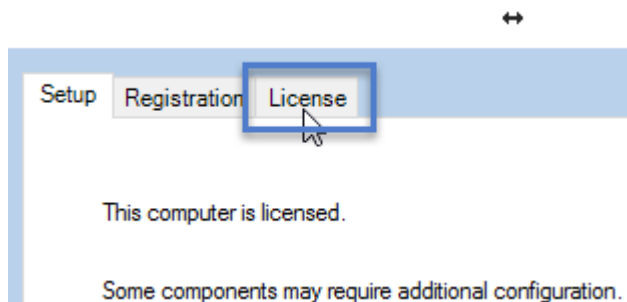 Setup Registration License
This computer is licensed.
Some components may require additional configuration.